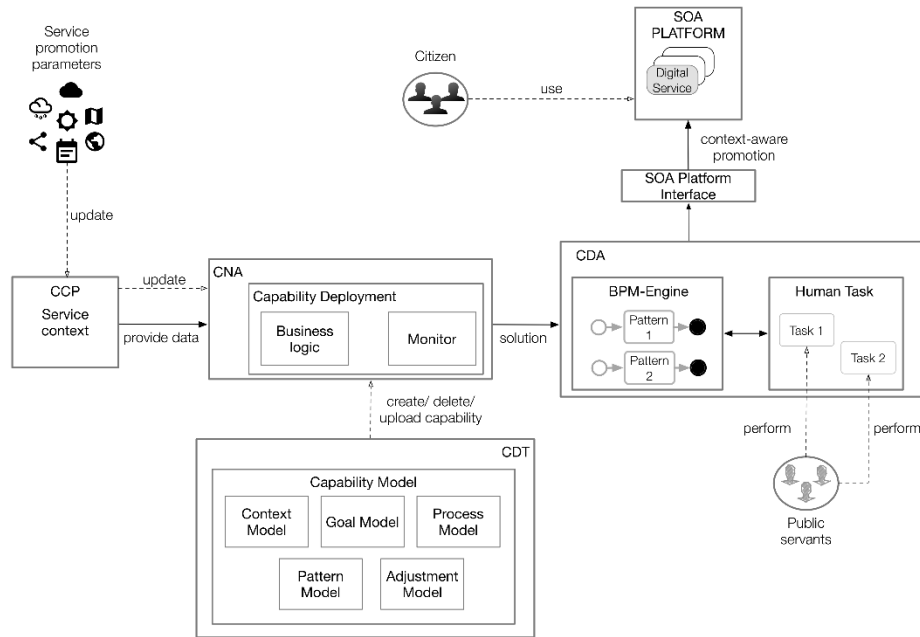 Service
promotion
parameters
update
CCP
Service
context
update
provide data
CNA
Capability Deployment
Business
logic
Monitor
create/ delete/
upload capability
CDT
Capability Model
Context
Model
Goal Model
Process
Model
Pattern
Model
Adjustment
Model
solution
Citizen
use
SOA
PLATFORM
Digital
Service
context-aware
promotion
SOA Platform
Interface
CDA
BPM-Engine
Pattern
1
Pattern
2
Human Task
Task 1
Task 2
perform
perform
Public
servants